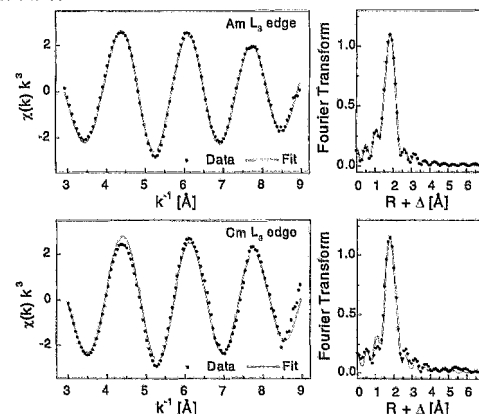 Am L3 edge
χ(k) k³
2
0
-2
Data Fit
3 4 5 6 7 8 9
k⁻¹ [Å]
Fourier Transform
1.0
0.5
0.0
0 1 2 3 4 5 6
R + Δ [Å]
Cm L3 edge
χ(k) k³
2
0
-2
Data Fit
3 4 5 6 7 8 9
k⁻¹ [Å]
Fourier Transform
1.0
0.5
0.0
0 1 2 3 4 5 6
R + Δ [Å]